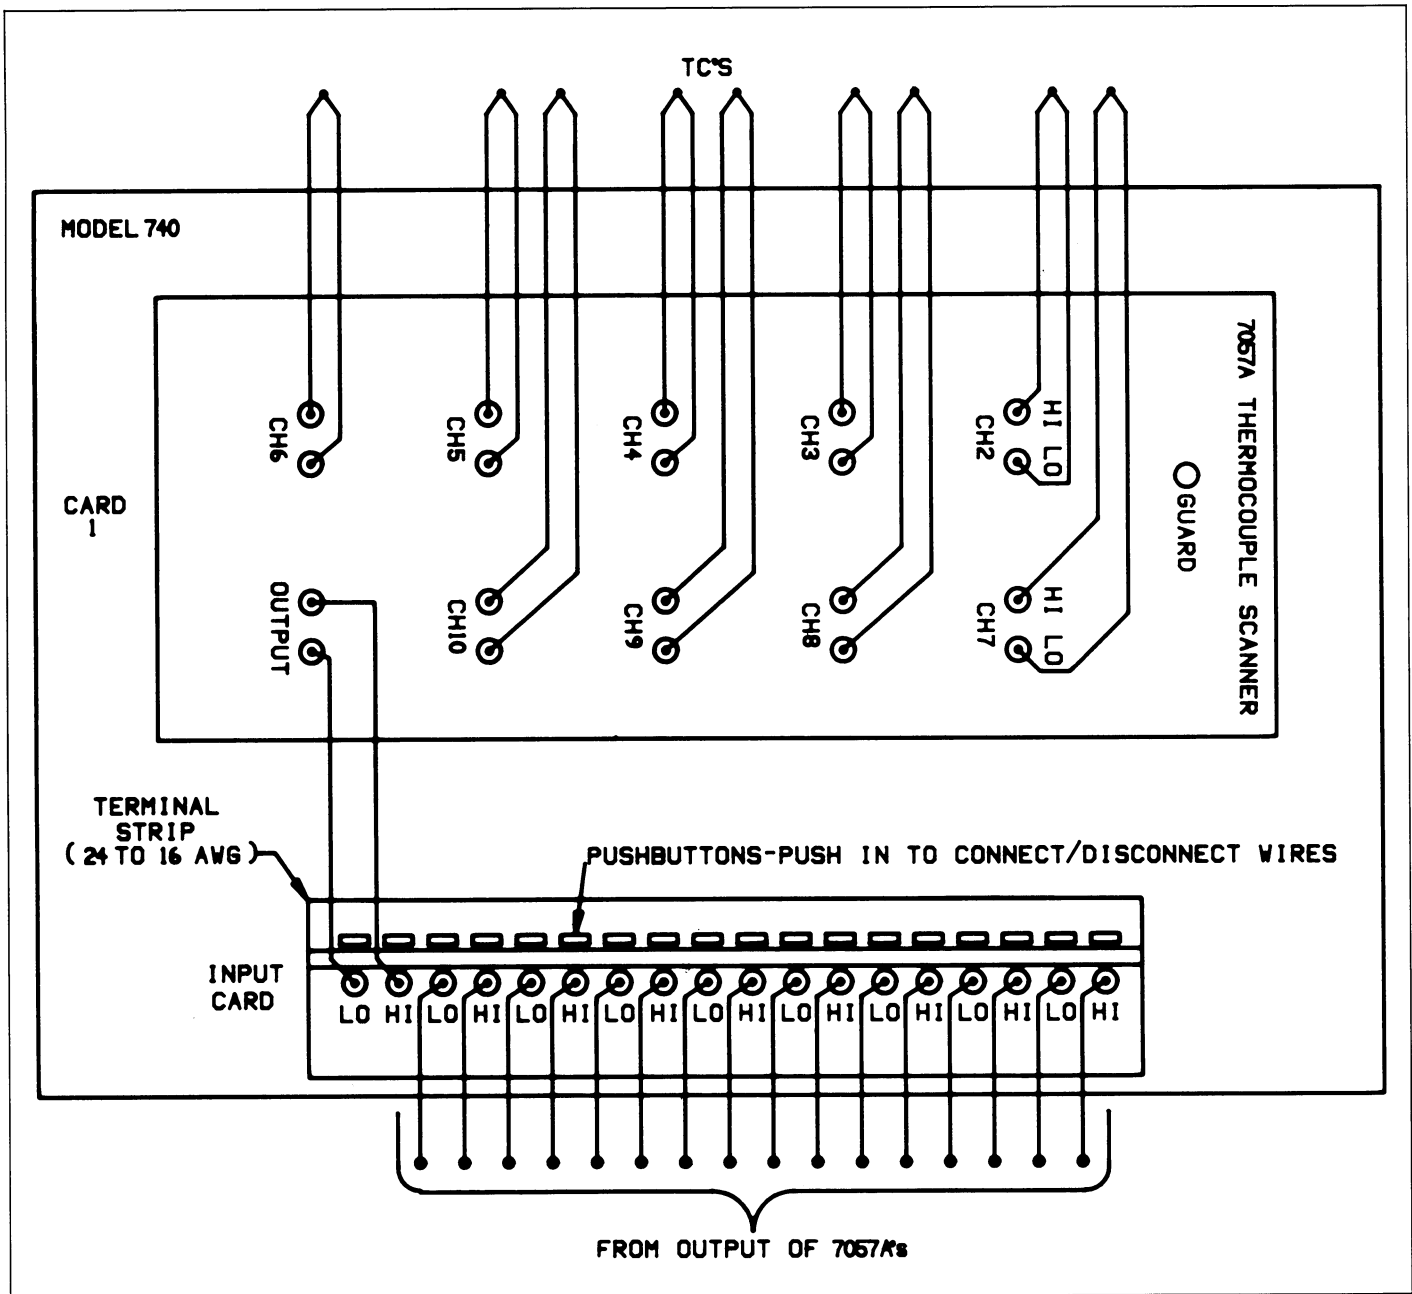 TC'S
MODEL 740
7057A THERMOCOUPLE SCANNER
CH6
CH5
CH4
CH3
CH2
HI LO
GUARD
CARD
1
OUTPUT
CH10
CH9
CH8
CH7
HI LO
TERMINAL
STRIP
(24 TO 16 AWG)
PUSHBUTTONS-PUSH IN TO CONNECT/DISCONNECT WIRES
INPUT
CARD
LO HI LO HI LO HI LO HI LO HI LO HI LO HI LO HI LO HI
FROM OUTPUT OF 7057A's